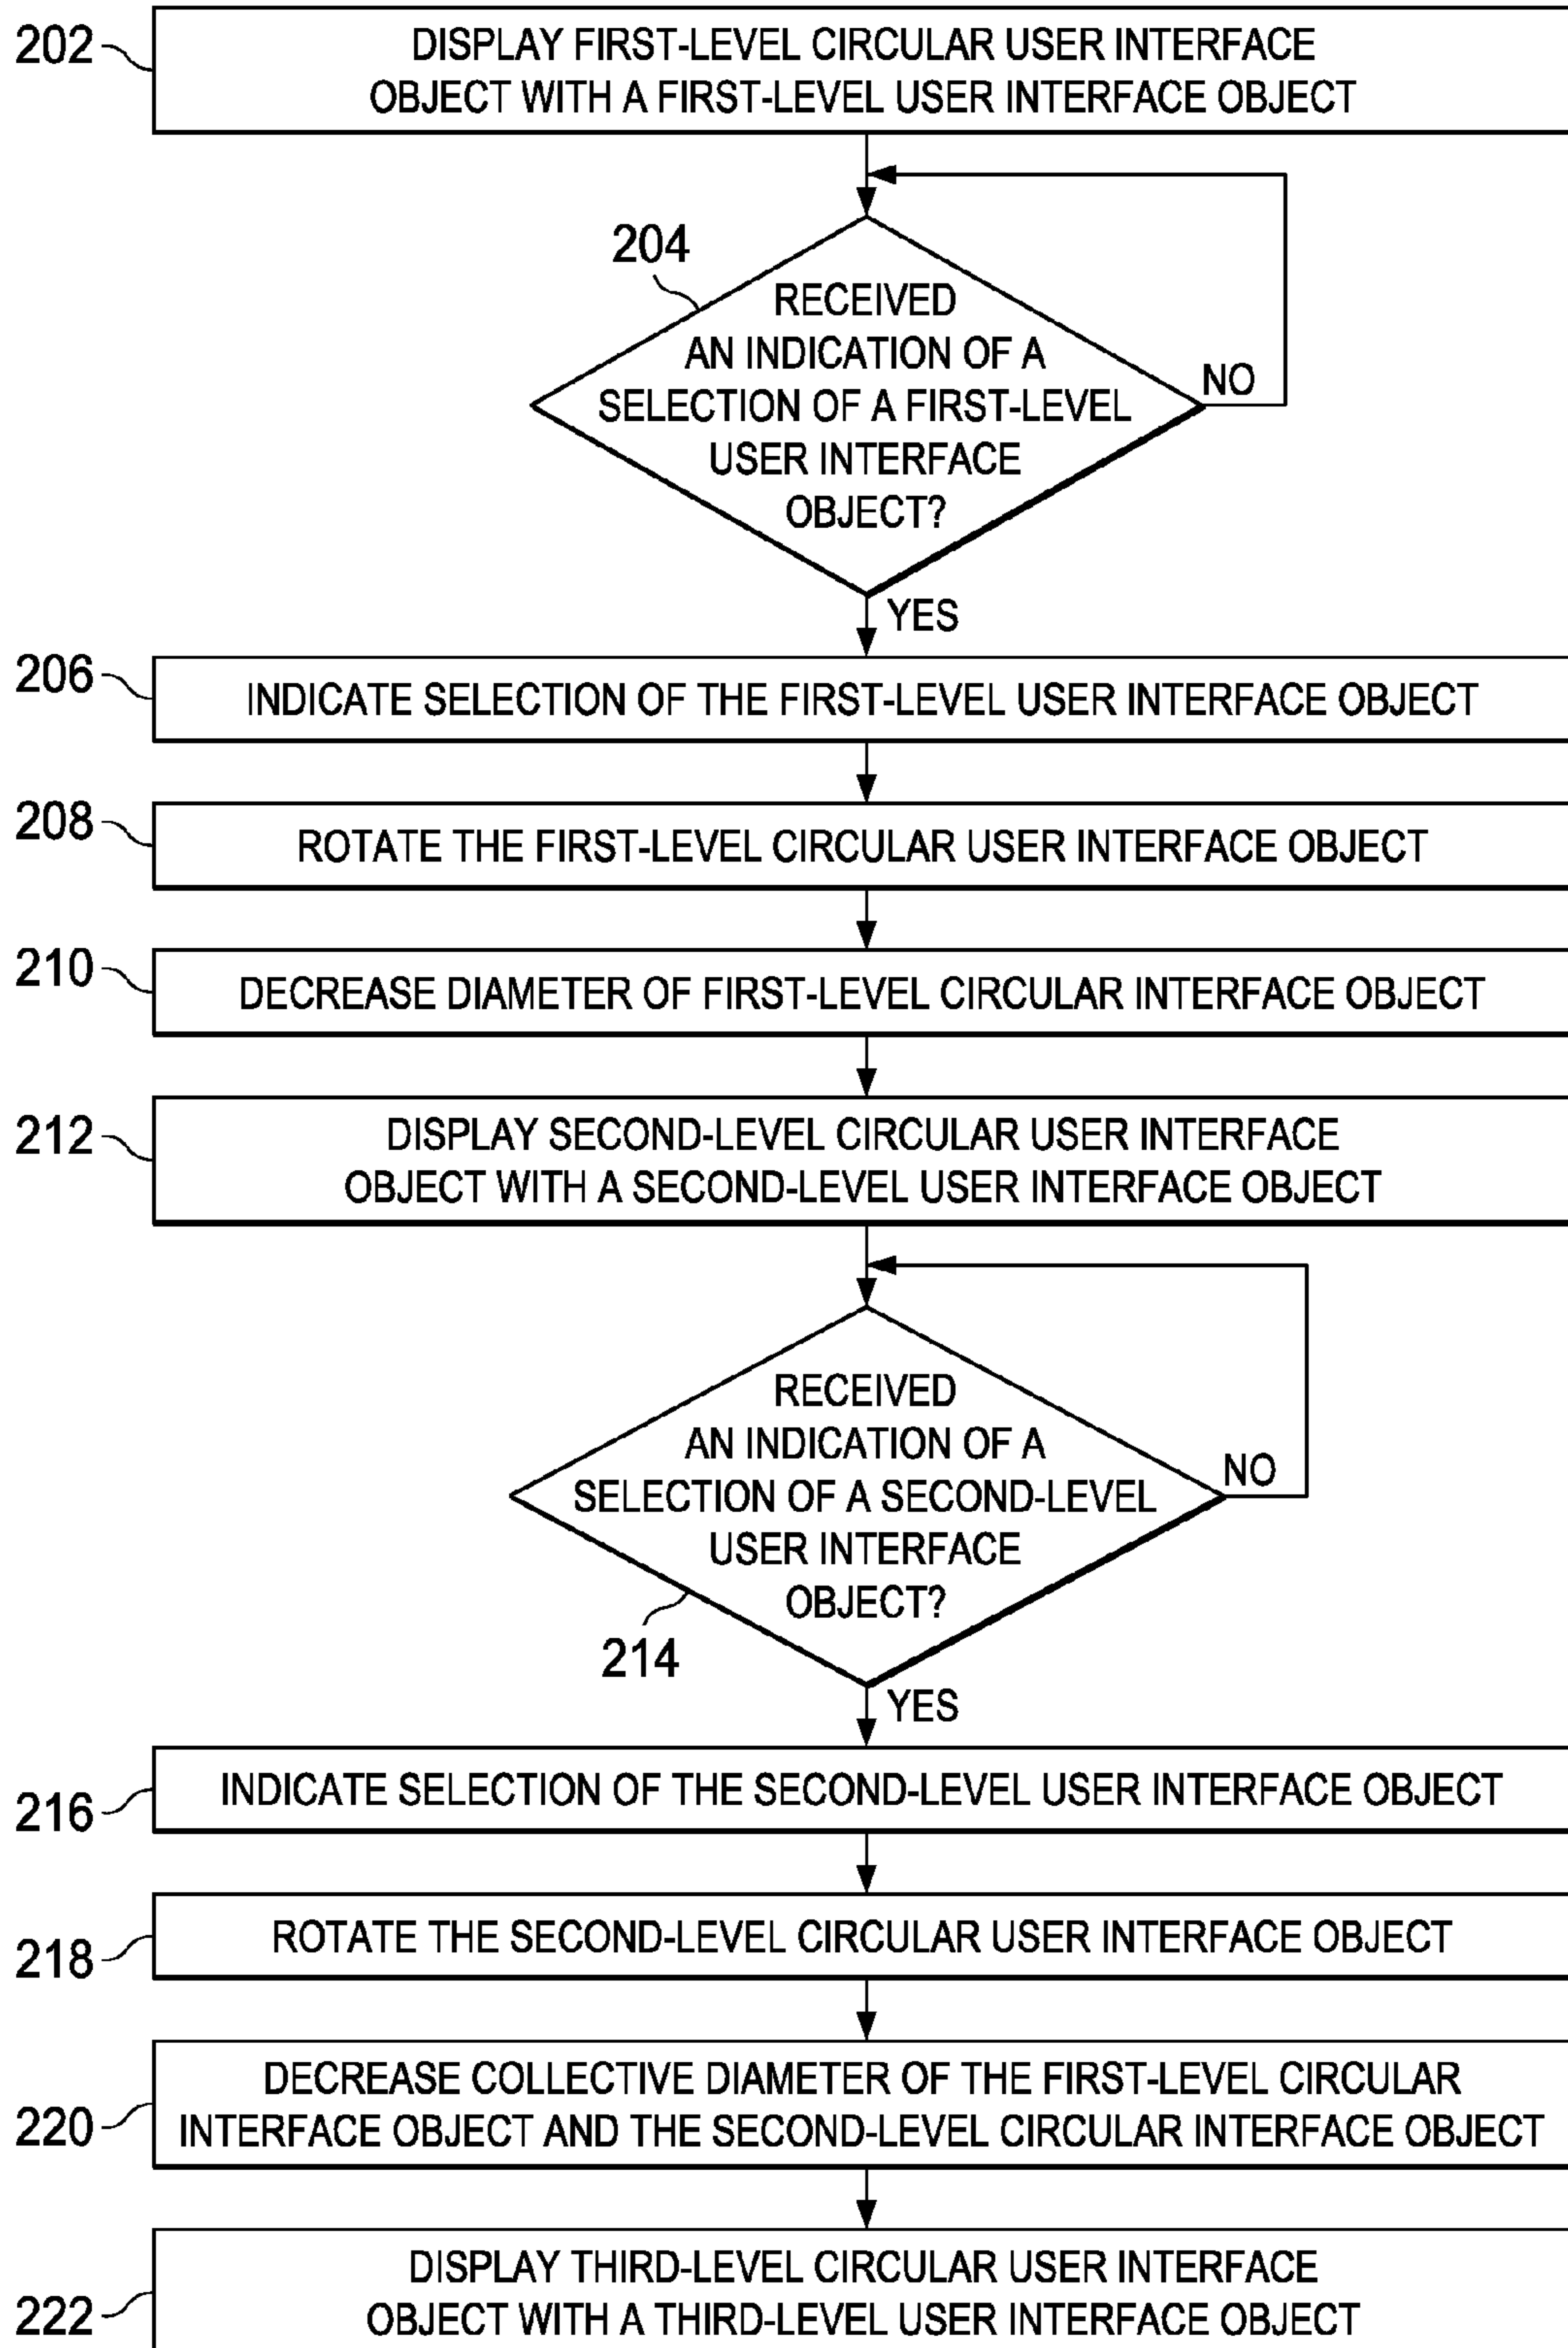 202
DISPLAY FIRST-LEVEL CIRCULAR USER INTERFACE
OBJECT WITH A FIRST-LEVEL USER INTERFACE OBJECT
204
RECEIVED
AN INDICATION OF A
SELECTION OF A FIRST-LEVEL
USER INTERFACE
OBJECT?
NO
YES
206
INDICATE SELECTION OF THE FIRST-LEVEL USER INTERFACE OBJECT
208
ROTATE THE FIRST-LEVEL CIRCULAR USER INTERFACE OBJECT
210
DECREASE DIAMETER OF FIRST-LEVEL CIRCULAR INTERFACE OBJECT
212
DISPLAY SECOND-LEVEL CIRCULAR USER INTERFACE
OBJECT WITH A SECOND-LEVEL USER INTERFACE OBJECT
RECEIVED
AN INDICATION OF A
SELECTION OF A SECOND-LEVEL
USER INTERFACE
OBJECT?
NO
214
YES
216
INDICATE SELECTION OF THE SECOND-LEVEL USER INTERFACE OBJECT
218
ROTATE THE SECOND-LEVEL CIRCULAR USER INTERFACE OBJECT
220
DECREASE COLLECTIVE DIAMETER OF THE FIRST-LEVEL CIRCULAR
INTERFACE OBJECT AND THE SECOND-LEVEL CIRCULAR INTERFACE OBJECT
222
DISPLAY THIRD-LEVEL CIRCULAR USER INTERFACE
OBJECT WITH A THIRD-LEVEL USER INTERFACE OBJECT